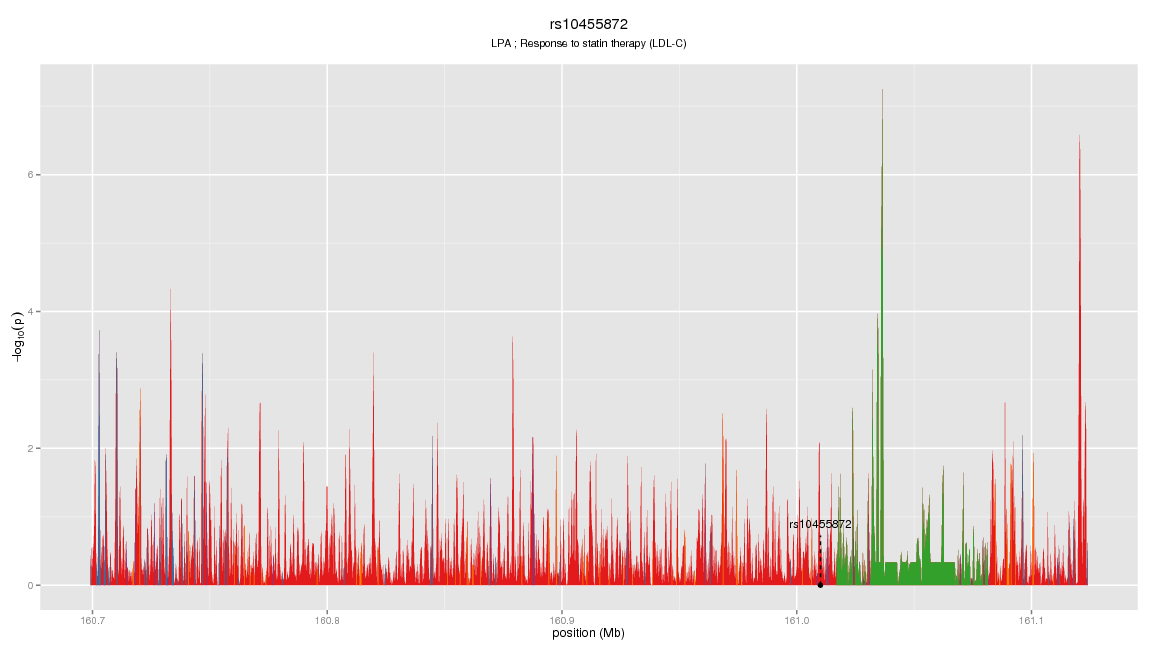 rs10455872
LPA ; Response to statin therapy (LDL-C)
−log10(p)
6
4
2
0
rs10455872
160.7 160.8 160.9 161.0 161.1
position (Mb)